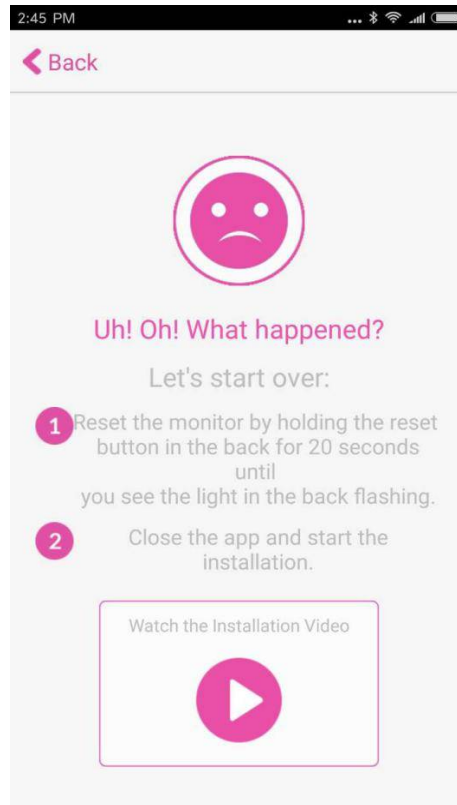 2:45 PM
Back
Uh! Oh! What happened?
Let's start over:
1 Reset the monitor by holding the reset
button in the back for 20 seconds
until
you see the light in the back flashing.
2 Close the app and start the
installation.
Watch the Installation Video